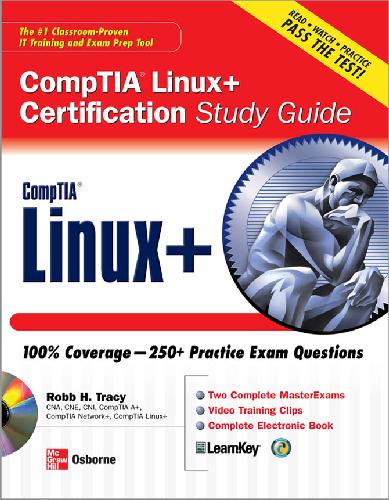 The #1 Classroom-Proven
IT Training and Exam Prep Tool
READ • WATCH • PRACTICE
PASS THE TEST!
CompTIA® Linux+
Certification Study Guide
CompTIA®
Linux+
100% Coverage—250+ Practice Exam Questions
Robb H. Tracy
CNA, CNE, CNI, CompTIA A+,
CompTIA Network+, CompTIA Linux+
• Two Complete MasterExams
• Video Training Clips
• Complete Electronic Book
Mc
Graw
Hill
Osborne
LearnKey